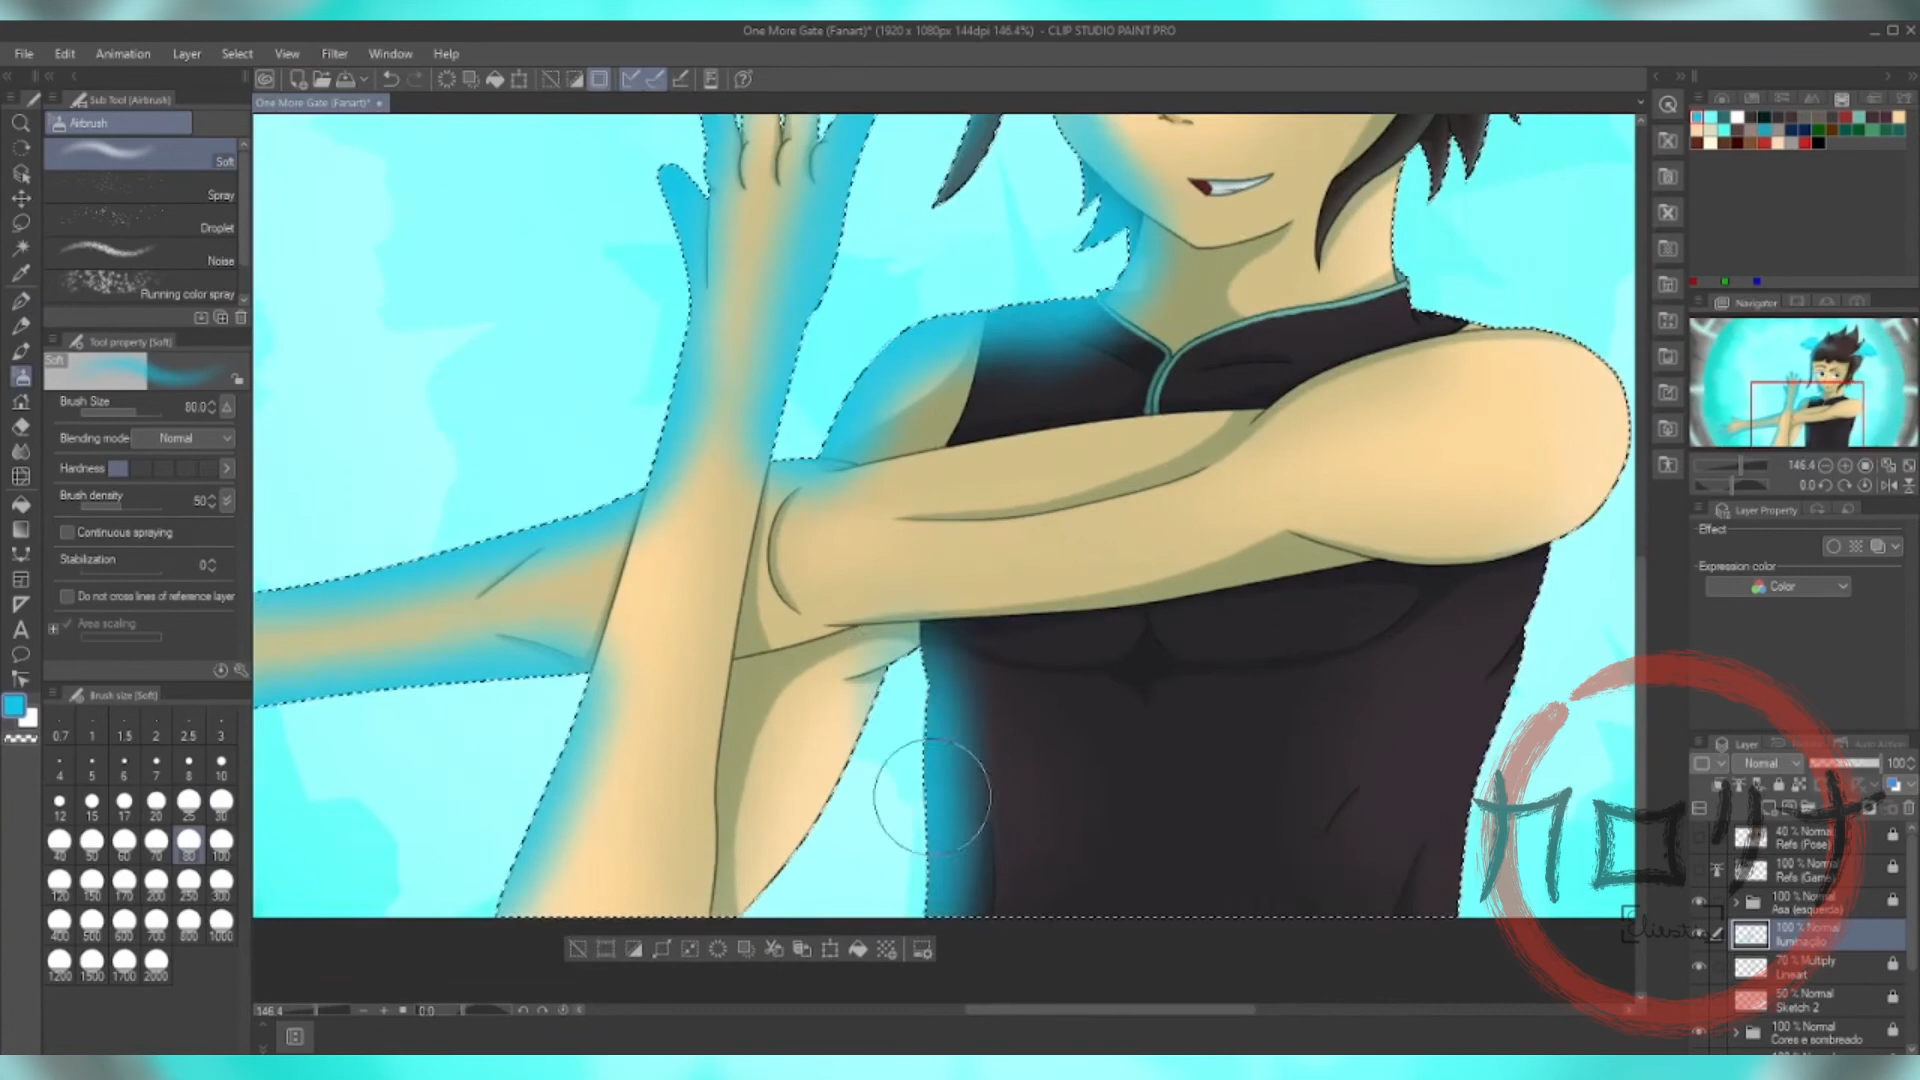 One More Gate (Fanart)* (1920 x 1080px 144dpi 146.4%) - CLIP STUDIO PAINT PRO
File Edit Animation Layer Select View Filter Window Help
Sub Tool [Airbrush]
One More Gate (Fanart)*
Airbrush
Soft
Spray
Droplet
Noise
Running color spray
Tool property [Soft]
Soft
Brush Size 80.0
Blending mode Normal
Hardness
Brush density 50
Continuous spraying
Stabilization 0
Do not cross lines of reference layer
Area scaling
Brush size [Soft]
0.7 1 1.5 2 2.5 3
4 5 6 7 8 10
12 15 17 20 25 30
40 50 60 70 80 100
120 150 170 200 250 300
400 500 600 700 800 1000
1200 1500 1700 2000
146.4 0.0
Navigator
146.4
0.0
Layer Property
Effect
Expression color
Color
Layer
Normal 100
40 % Normal
Refs (Pose)
100 % Normal
Refs (Game)
100 % Normal
Asa (esquerda)
100 % Normal
Iluminação
70 % Multiply
Lineart
50 % Normal
Sketch 2
100 % Normal
Cores e sombreado
カロリナ